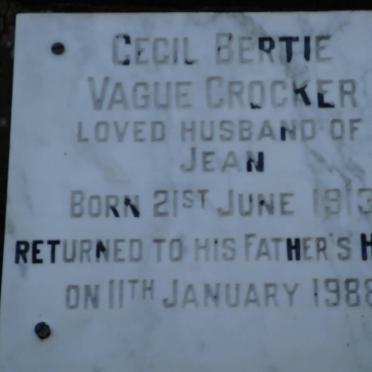 CECIL BERTIE
VAGUE CROCKER
LOVED HUSBAND OF
JEAN
BORN 21ST JUNE 1913
RETURNED TO HIS FATHER'S H
ON 11TH JANUARY 1988